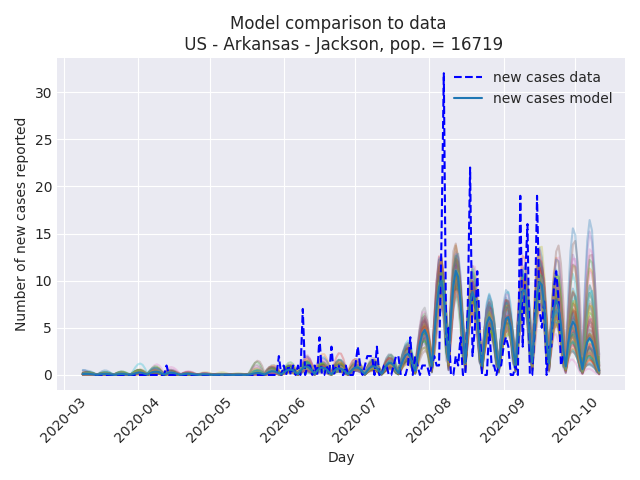 Model comparison to data
US - Arkansas - Jackson, pop. = 16719
new cases data
new cases model
Number of new cases reported
30
25
20
15
10
5
0
2020-03
2020-04
2020-05
2020-06
2020-07
2020-08
2020-09
2020-10
Day